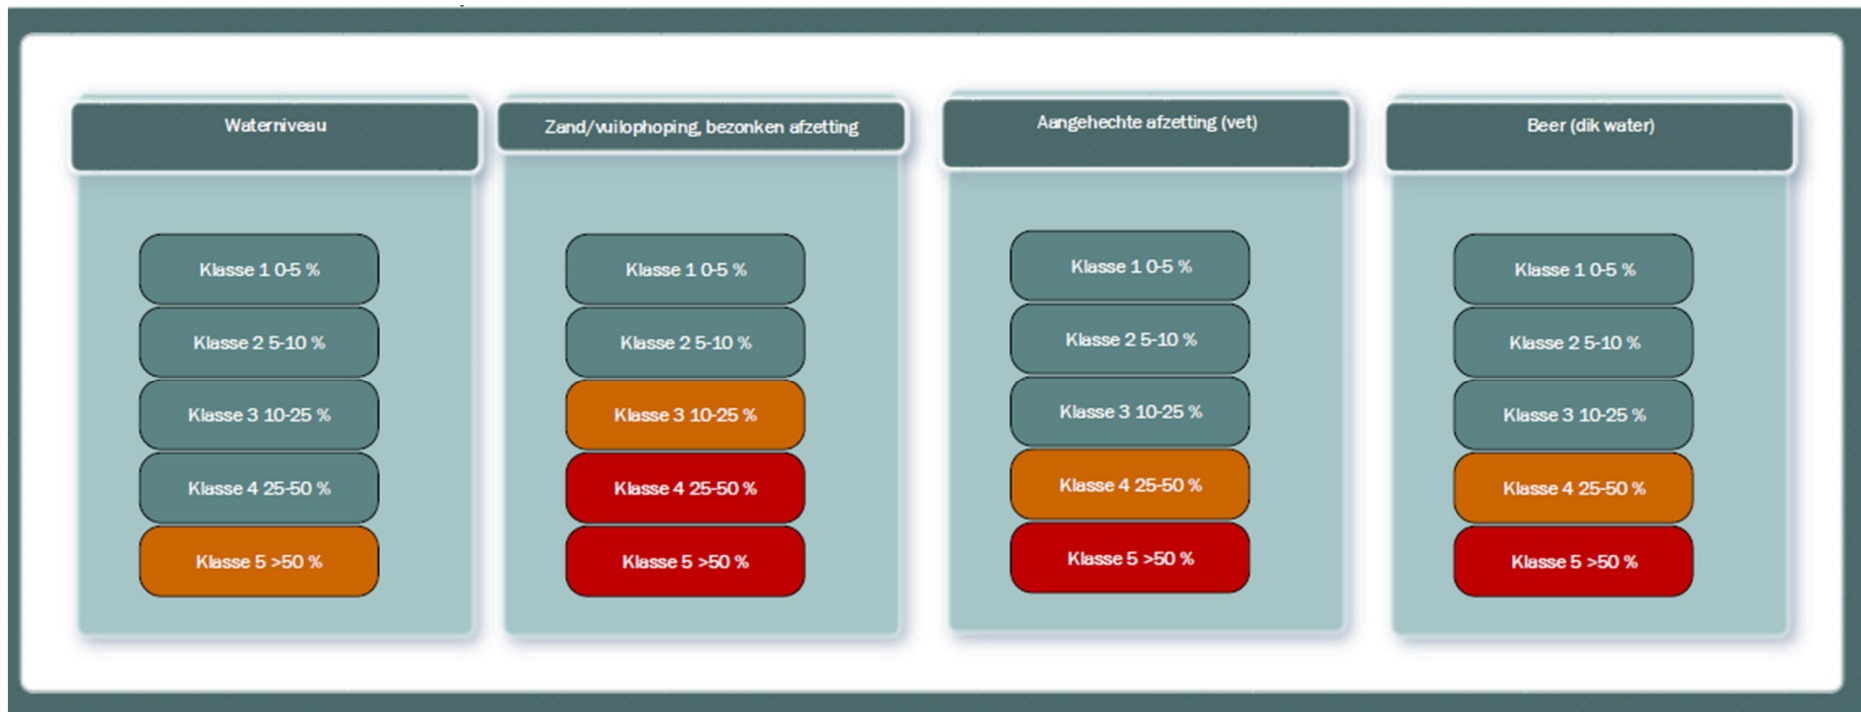 Waterniveau
Klasse 1 0-5 %
Klasse 2 5-10 %
Klasse 3 10-25 %
Klasse 4 25-50 %
Klasse 5 >50 %
Zand/vuilophoping, bezonken afzetting
Klasse 1 0-5 %
Klasse 2 5-10 %
Klasse 3 10-25 %
Klasse 4 25-50 %
Klasse 5 >50 %
Aangehechte afzetting (vet)
Klasse 1 0-5 %
Klasse 2 5-10 %
Klasse 3 10-25 %
Klasse 4 25-50 %
Klasse 5 >50 %
Beer (dik water)
Klasse 1 0-5 %
Klasse 2 5-10 %
Klasse 3 10-25 %
Klasse 4 25-50 %
Klasse 5 >50 %